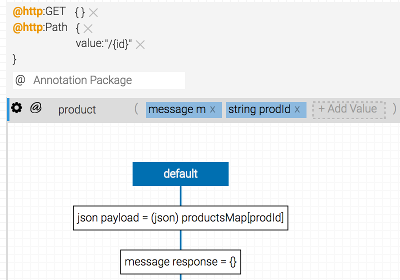 @http:GET { } ×
@http:Path { ×
value:"/{id}" ×
}
@ Annotation Package
@ product ( message m x string prodId x + Add Value )
default
json payload = (json) productsMap[prodId]
message response = {}